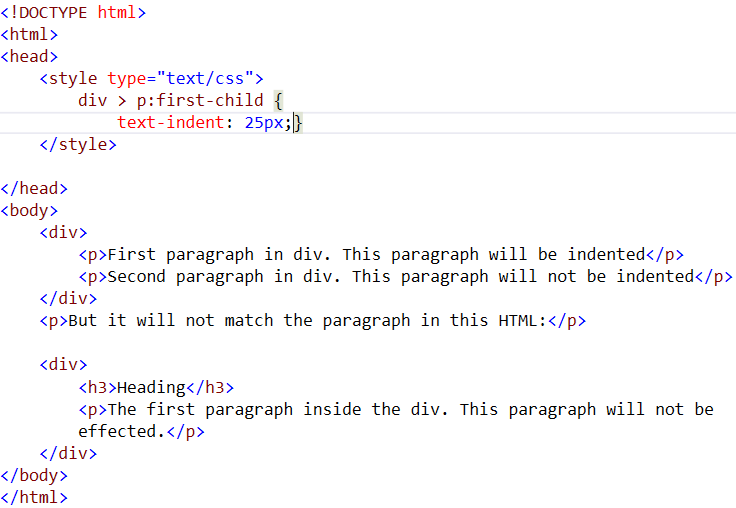 <!DOCTYPE html>
<html>
<head>
    <style type="text/css">
        div > p:first-child {
            text-indent: 25px;}
    </style>

</head>
<body>
    <div>
        <p>First paragraph in div. This paragraph will be indented</p>
        <p>Second paragraph in div. This paragraph will not be indented</p>
    </div>
    <p>But it will not match the paragraph in this HTML:</p>

    <div>
        <h3>Heading</h3>
        <p>The first paragraph inside the div. This paragraph will not be
        effected.</p>
    </div>
</body>
</html>